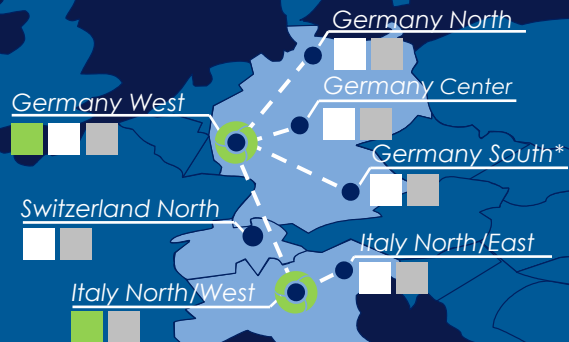 Germany North
Germany Center
Germany West
Germany South*
Switzerland North
Italy North/East
Italy North/West